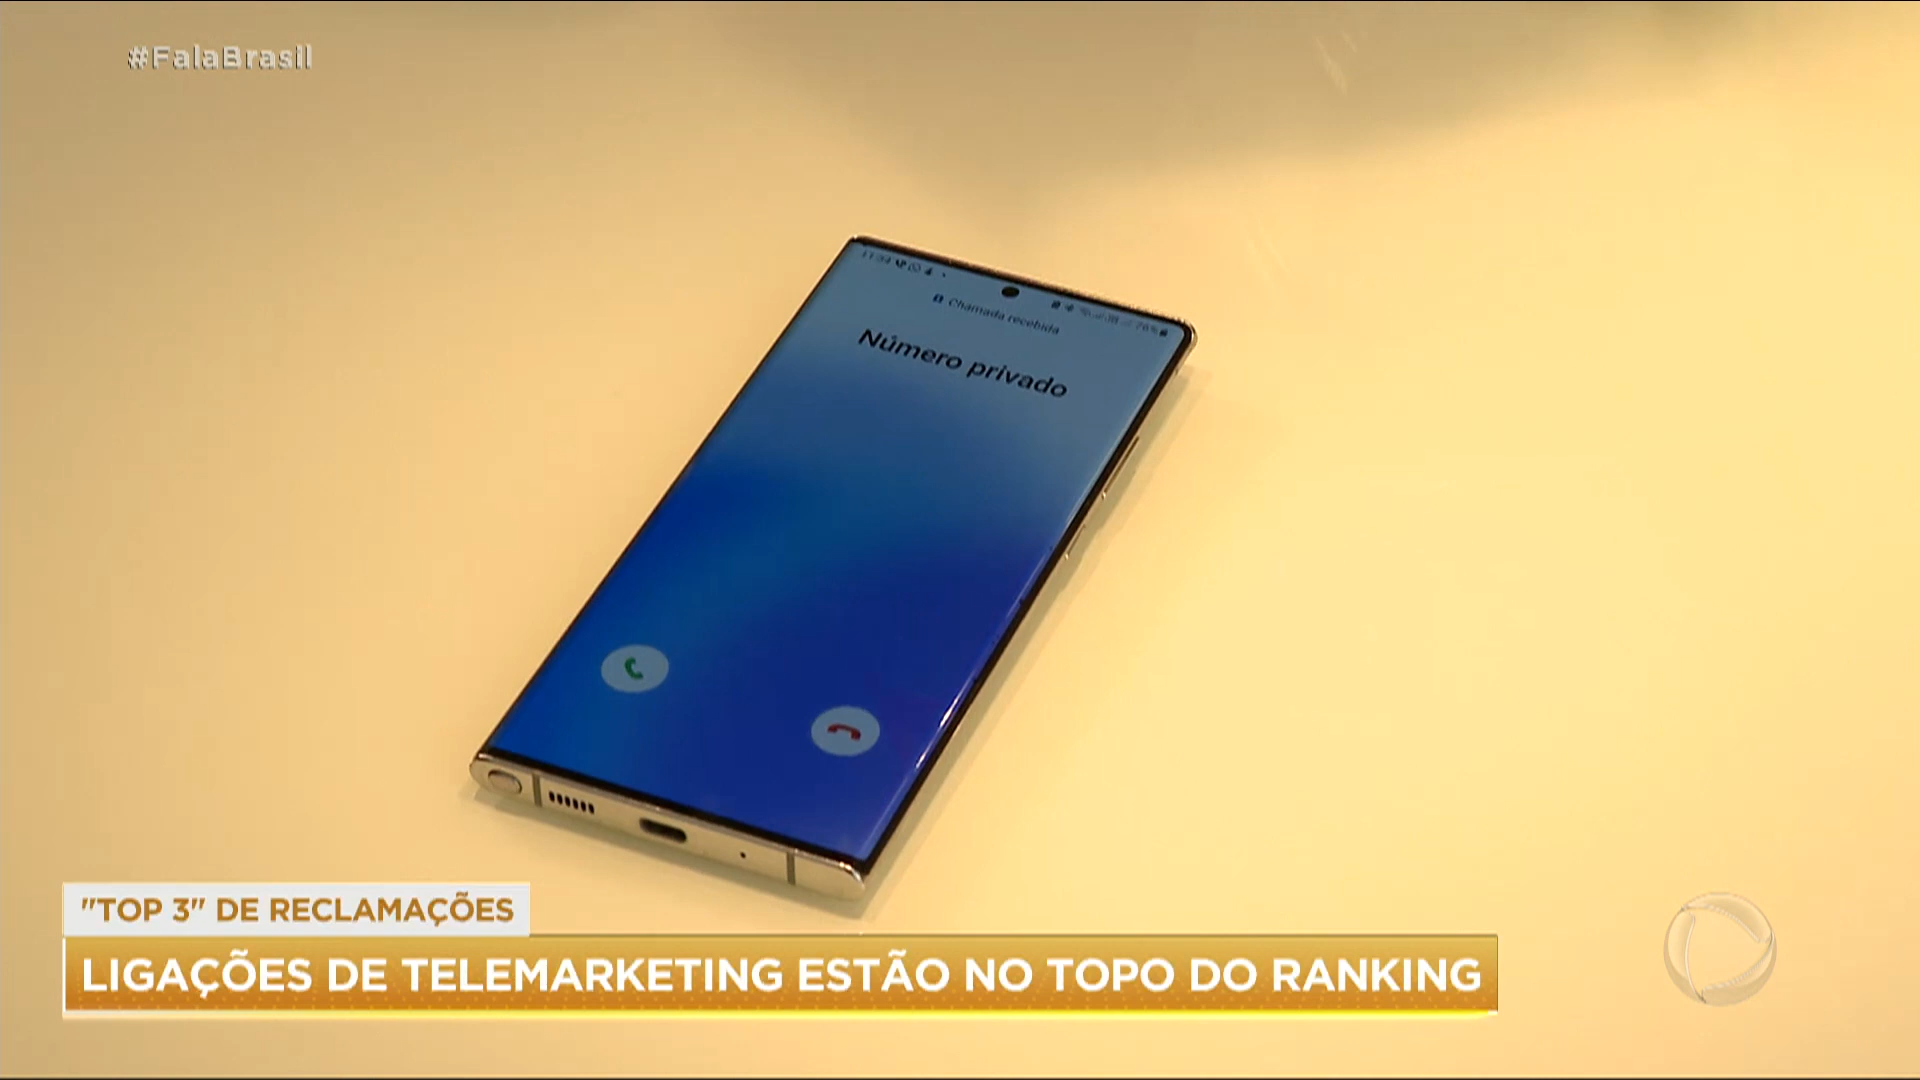 #FalaBrasil
Chamada recebida
Número privado
"TOP 3" DE RECLAMAÇÕES
LIGAÇÕES DE TELEMARKETING ESTÃO NO TOPO DO RANKING